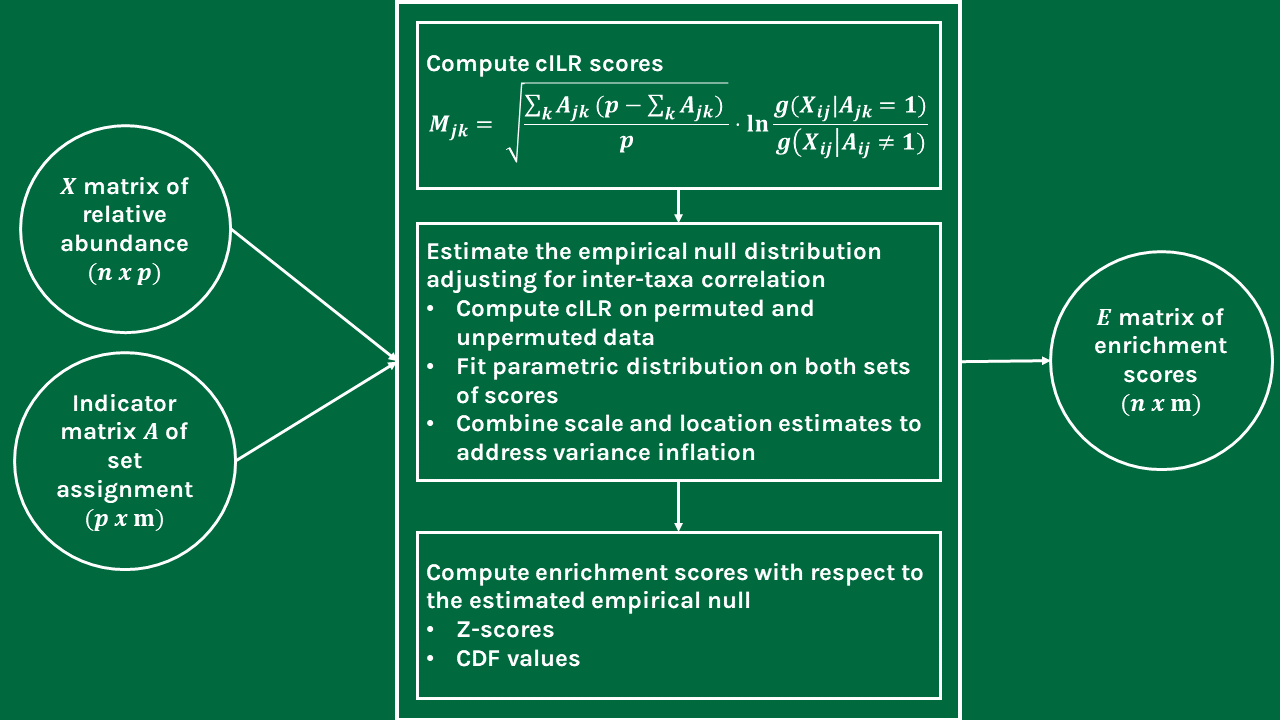 X matrix of
relative
abundance
(n x p)
Indicator
matrix A of
set
assignment
(p x m)
Compute cILR scores
M_{jk} = \sqrt{\frac{\sum_k A_{jk} (p − \sum_k A_{jk})}{p}} · \ln \frac{g(X_{ij}|A_{jk} = 1)}{g(X_{ij}|A_{ij} ≠ 1)}
Estimate the empirical null distribution
adjusting for inter-taxa correlation
• Compute cILR on permuted and
unpermuted data
• Fit parametric distribution on both sets
of scores
• Combine scale and location estimates to
address variance inflation
Compute enrichment scores with respect to
the estimated empirical null
• Z-scores
• CDF values
E matrix of
enrichment
scores
(n x m)